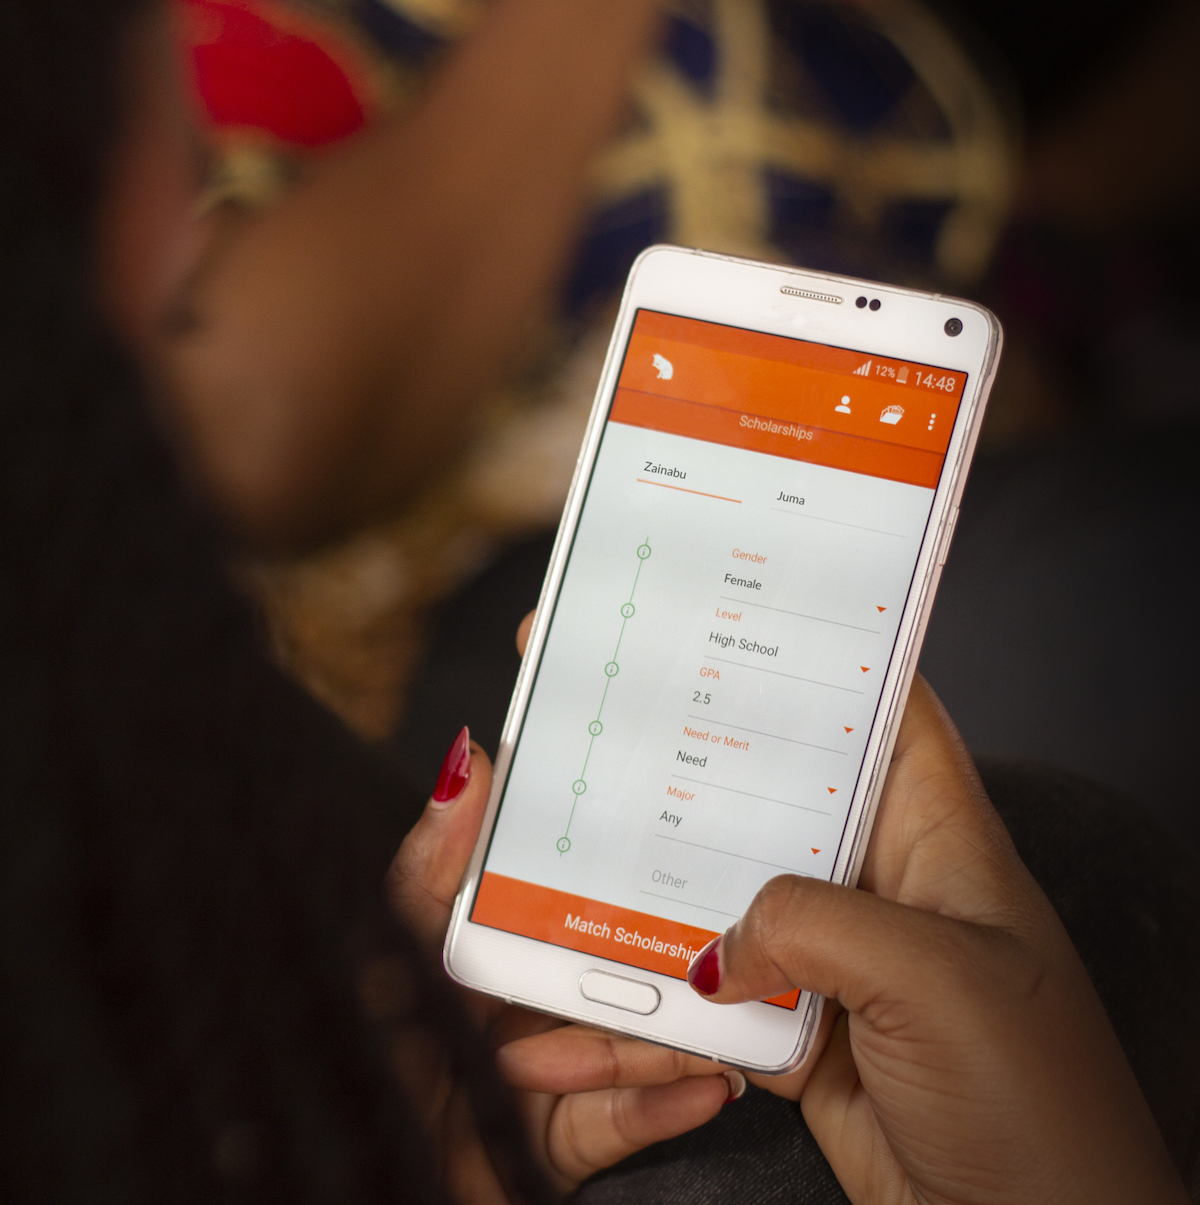 12% 14:48
Scholarships
Zainabu
Juma
Gender
Female
Level
High School
GPA
2.5
Need or Merit
Need
Major
Any
Other
Match Scholarship